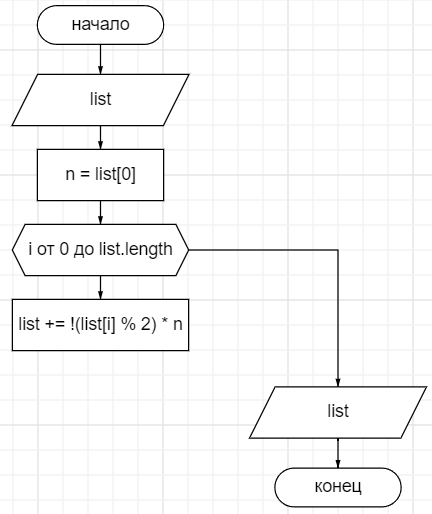 начало
list
n = list[0]
i от 0 до list.length
list += !(list[i] % 2) * n
list
конец